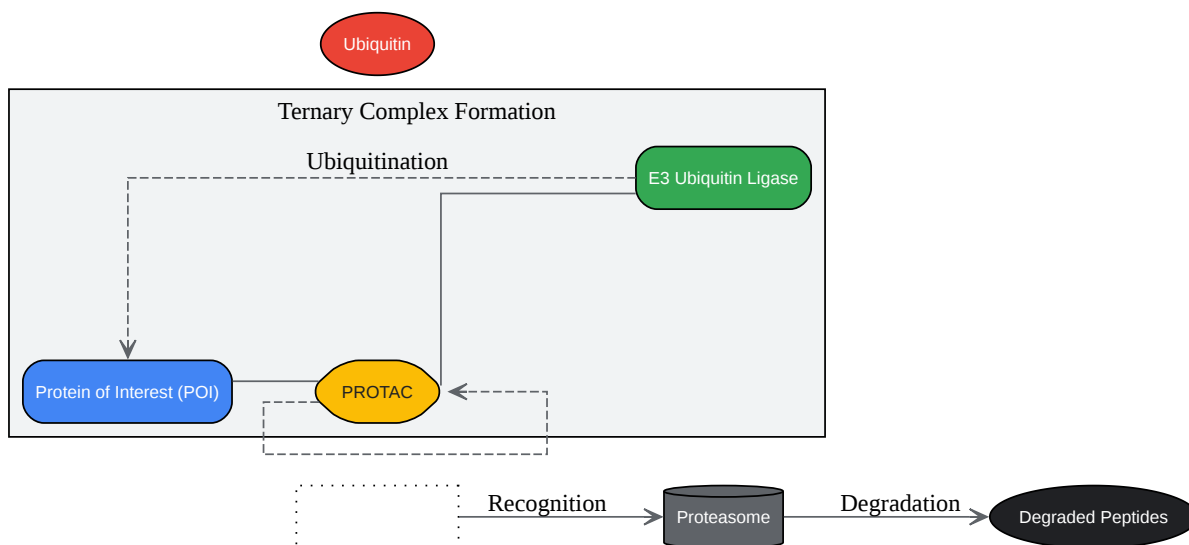 Ubiquitin
Ternary Complex Formation
Ubiquitination
E3 Ubiquitin Ligase
Protein of Interest (POI)
PROTAC
Recognition
Proteasome
Degradation
Degraded Peptides